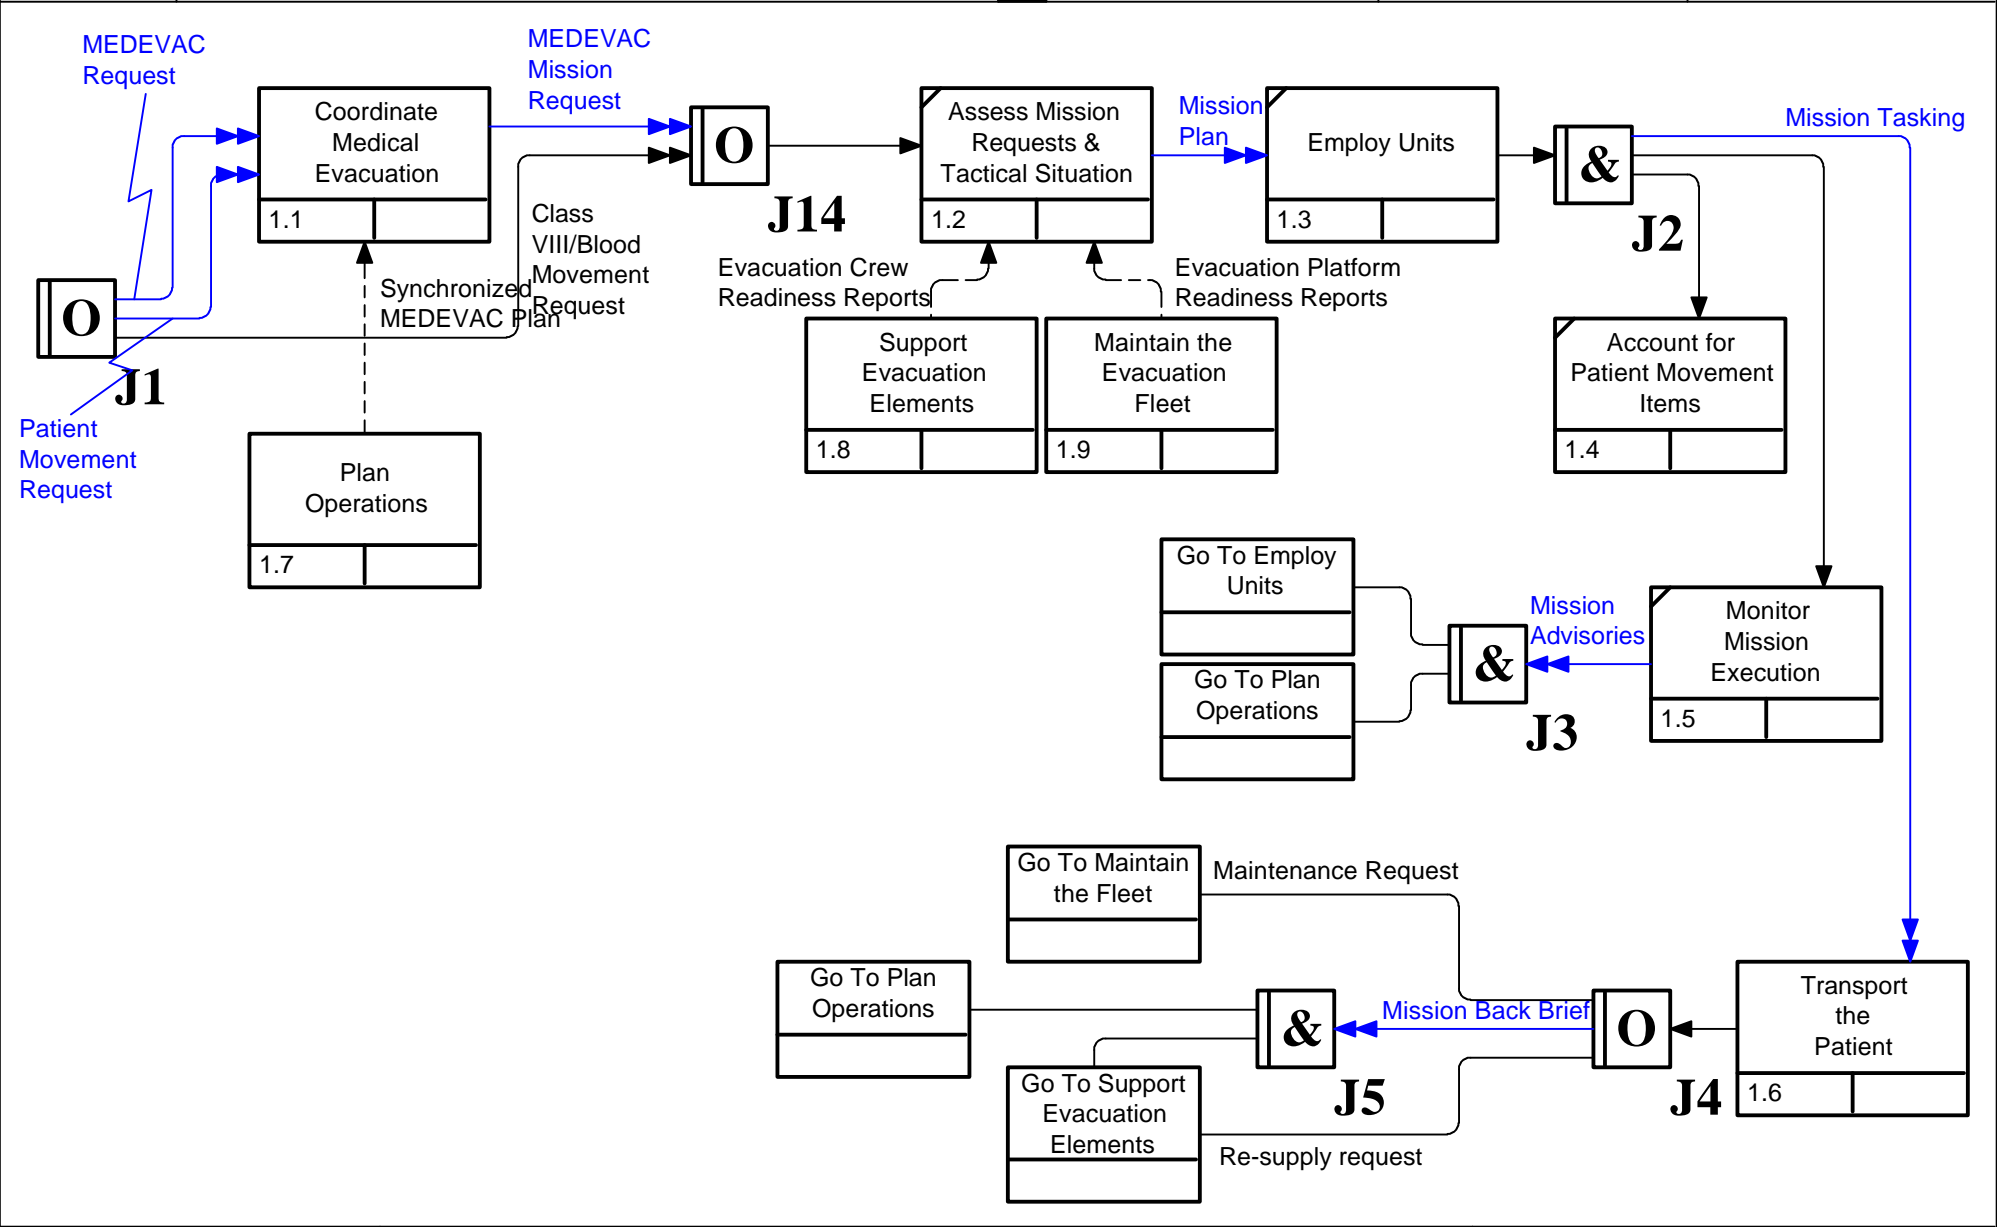 MEDEVAC
Request
MEDEVAC
Mission
Request
Coordinate
Medical
Evacuation
1.1
O
J14
Assess Mission
Requests &
Tactical Situation
1.2
Mission
Plan
Employ Units
1.3
&
J2
Mission Tasking
Class
VIII/Blood
Movement
Request
Synchronized
MEDEVAC Plan
O
J1
Patient
Movement
Request
Plan
Operations
1.7
Evacuation Crew
Readiness Reports
Evacuation Platform
Readiness Reports
Support
Evacuation
Elements
1.8
Maintain the
Evacuation
Fleet
1.9
Account for
Patient Movement
Items
1.4
Go To Employ
Units
Go To Plan
Operations
&
J3
Mission
Advisories
Monitor
Mission
Execution
1.5
Go To Maintain
the Fleet
Maintenance Request
Go To Plan
Operations
&
J5
Mission Back Brief
O
J4
Transport
the
Patient
1.6
Go To Support
Evacuation
Elements
Re-supply request